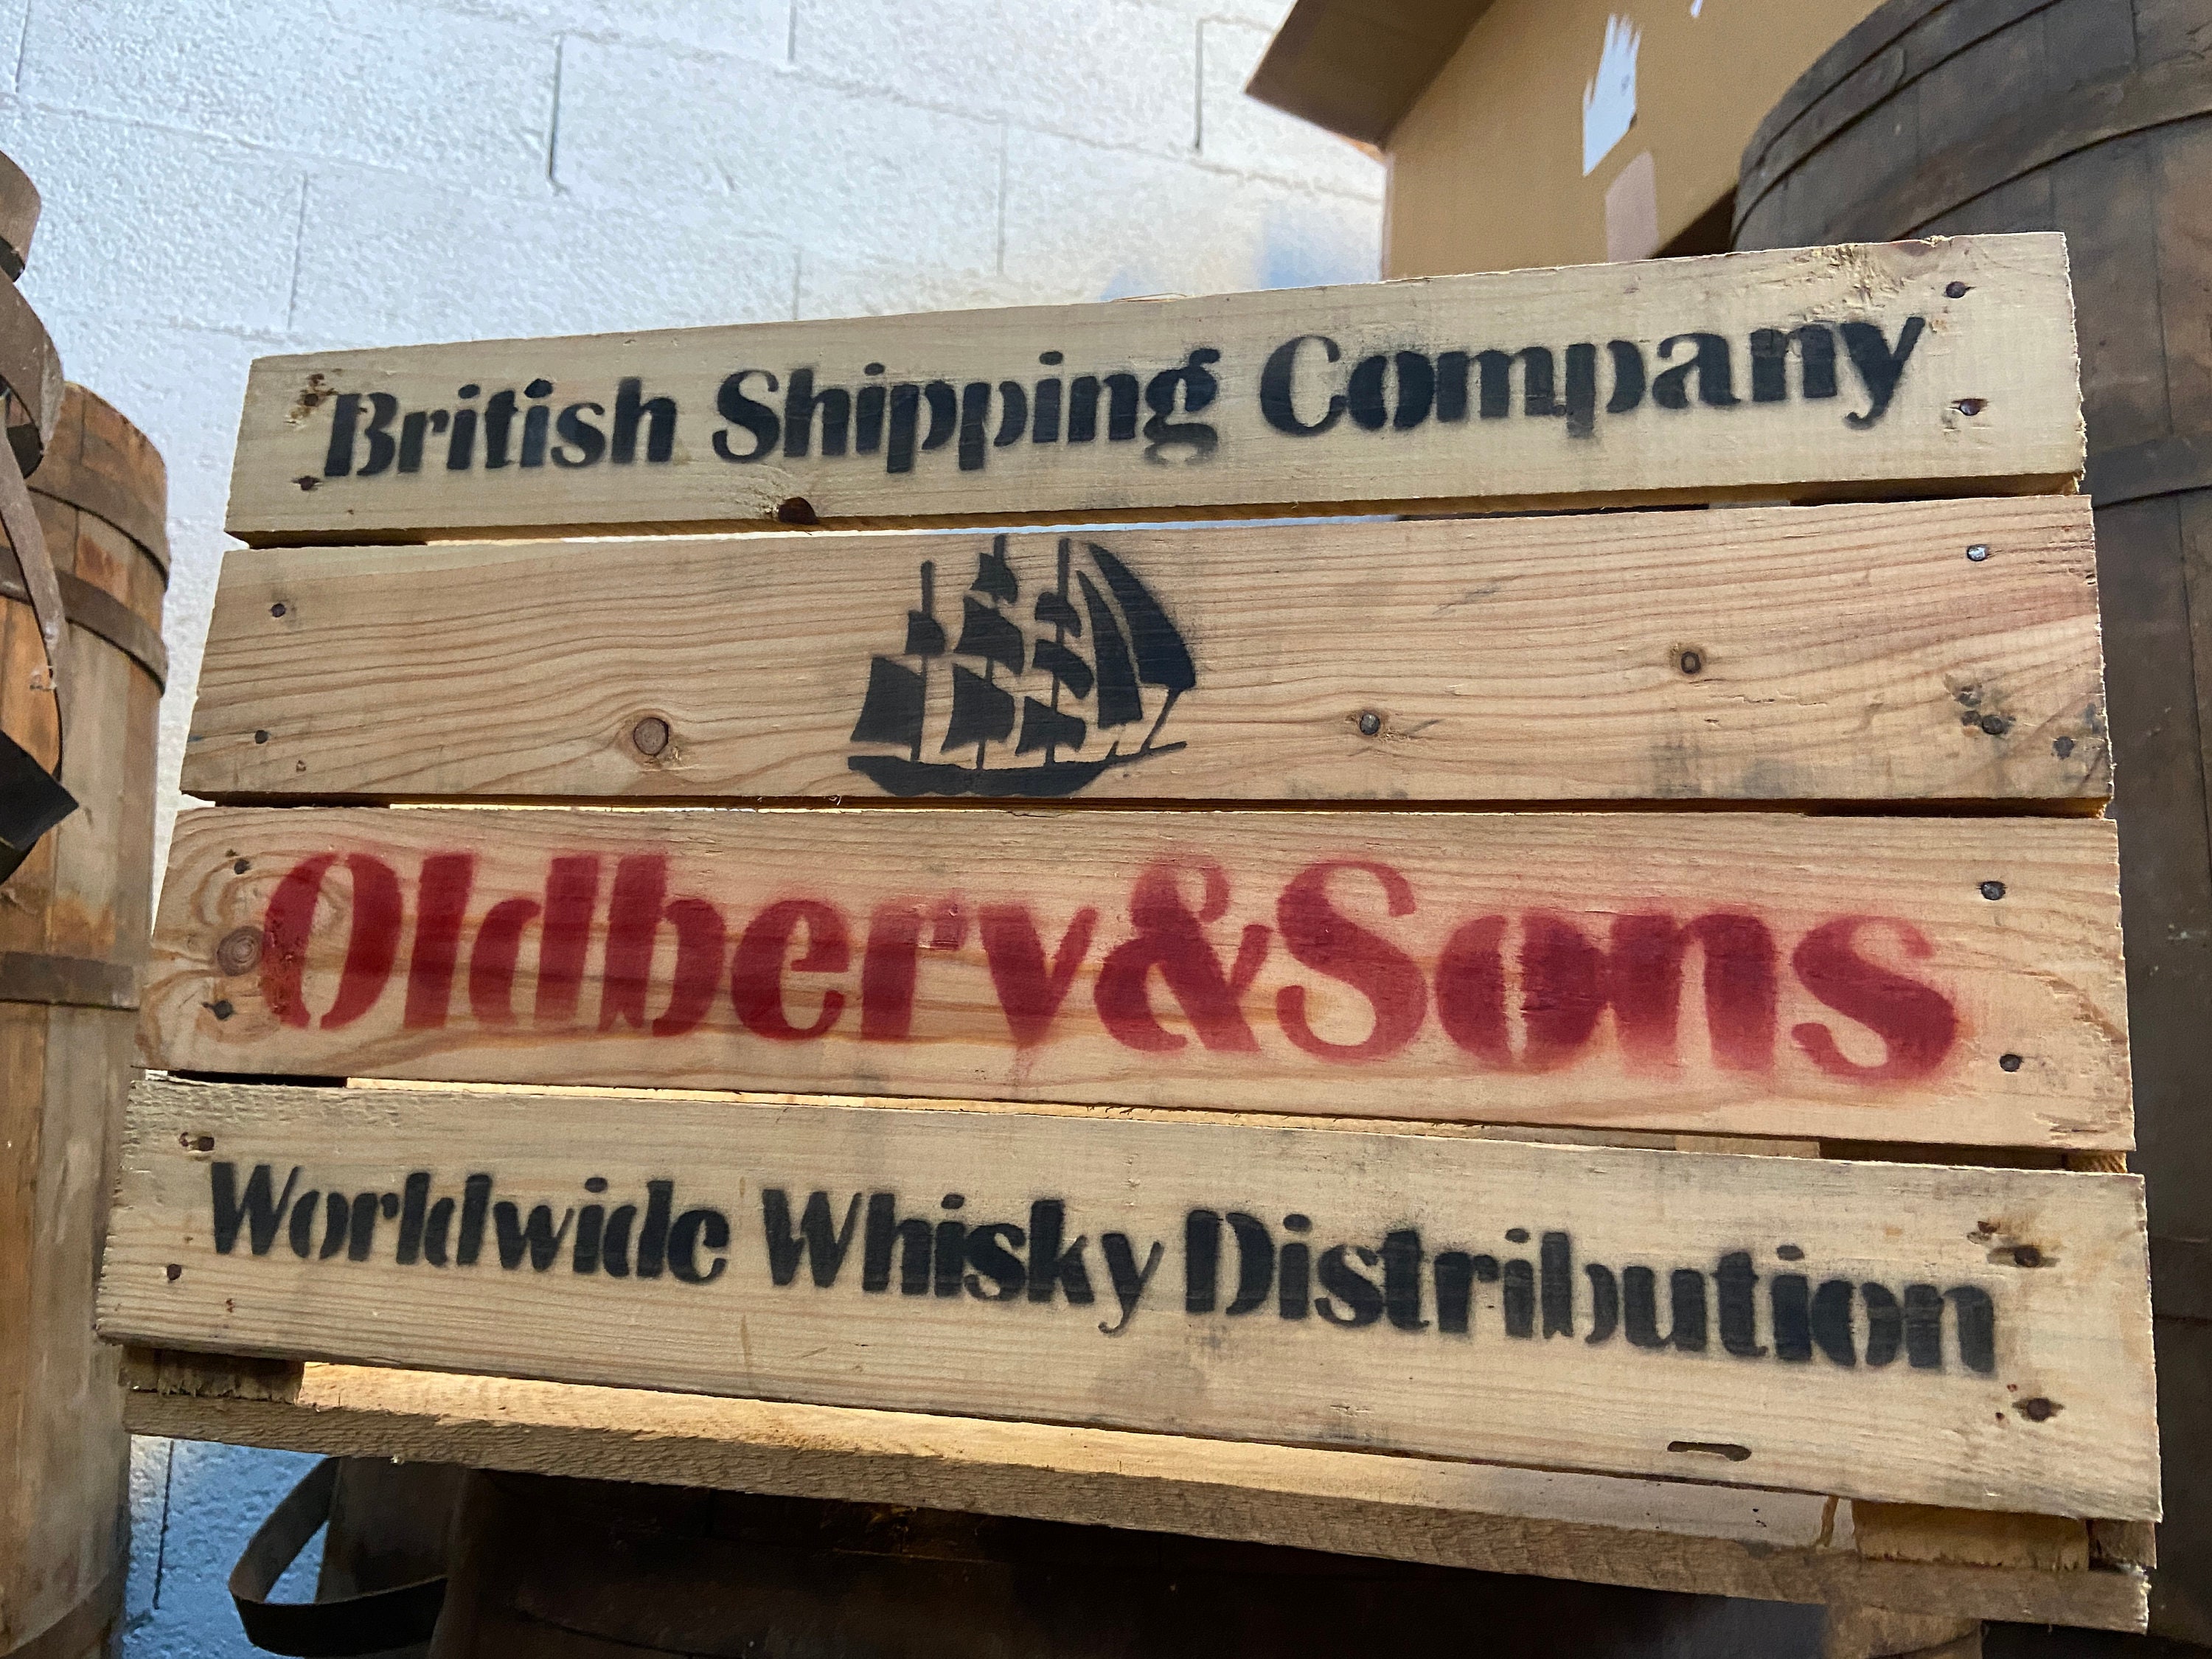 British Shipping Company
Oldbery&Sons
Worldwide Whisky Distribution